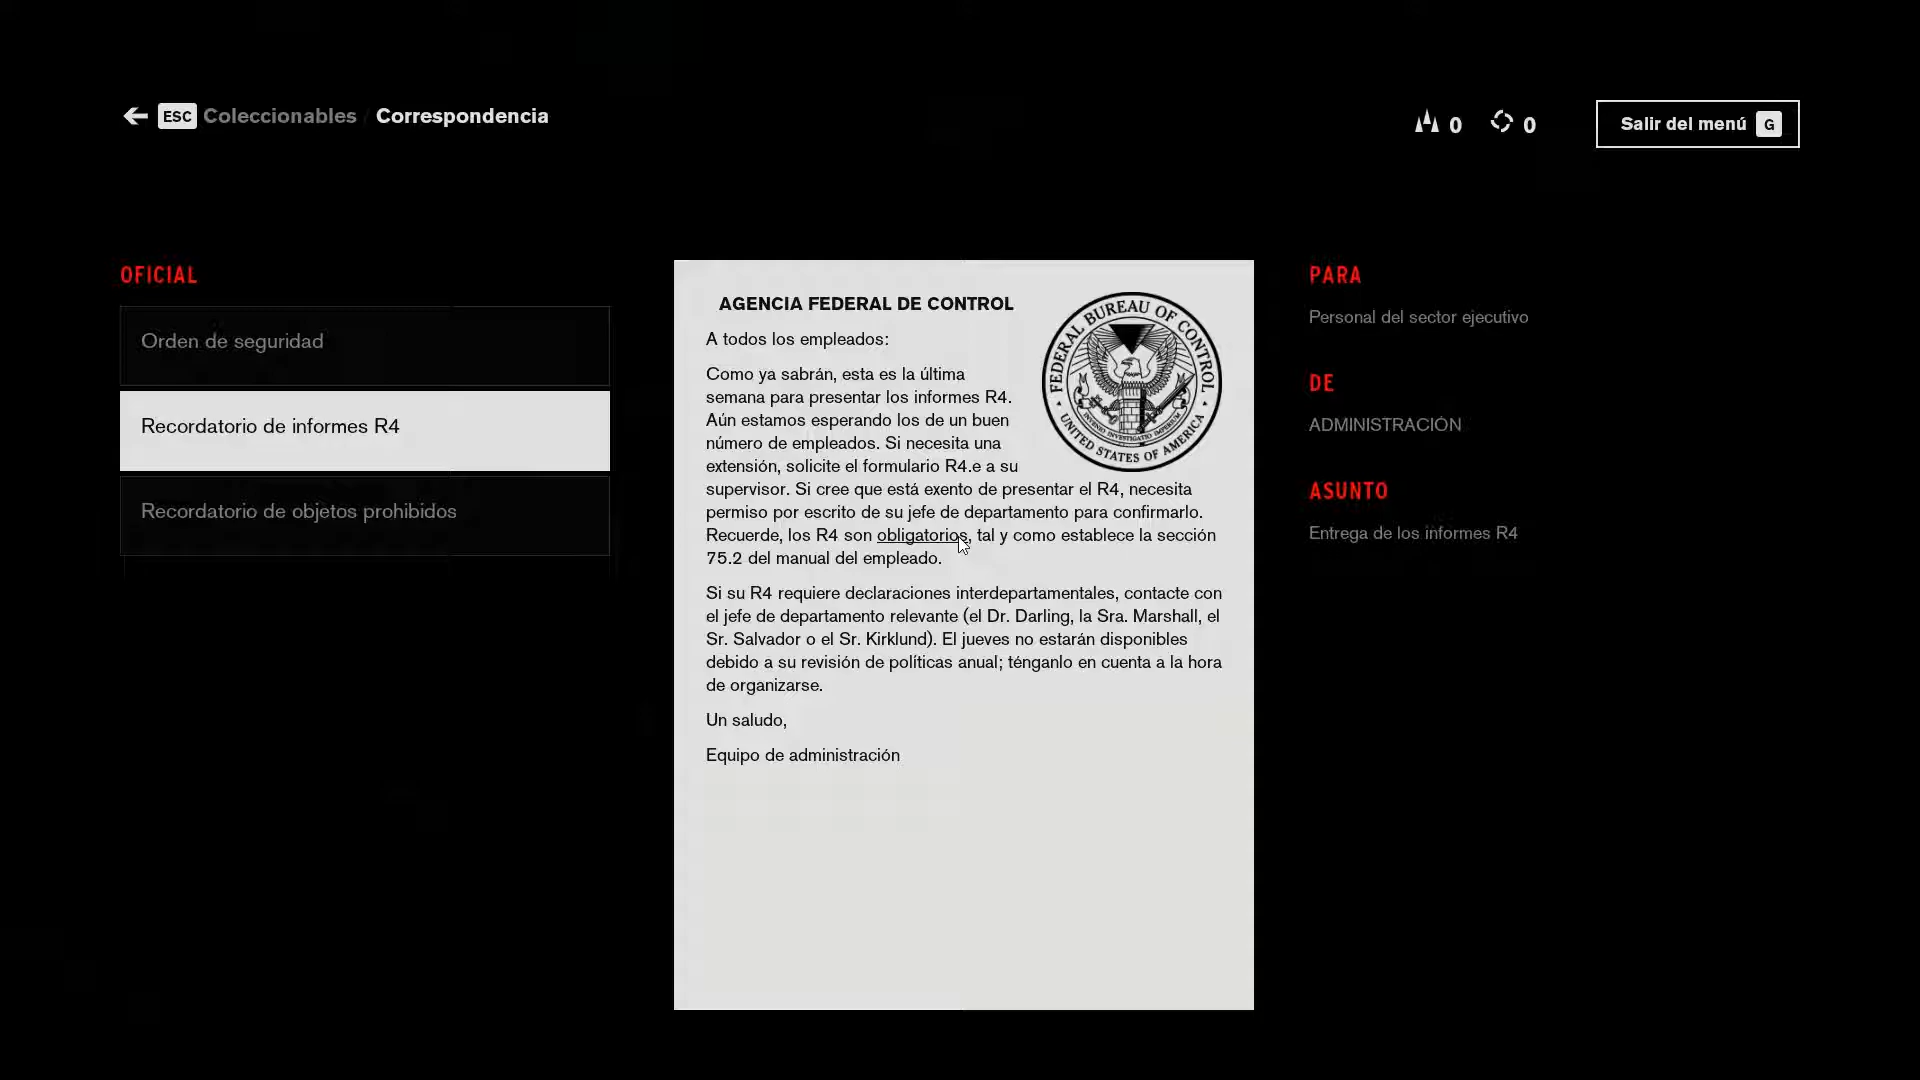 ESC Coleccionables / Correspondencia
0 0 Salir del menú G
OFICIAL
Orden de seguridad
Recordatorio de informes R4
Recordatorio de objetos prohibidos
AGENCIA FEDERAL DE CONTROL
FEDERAL BUREAU OF CONTROL
UNITED STATES OF AMERICA
A todos los empleados:
Como ya sabrán, esta es la última
semana para presentar los informes R4.
Aún estamos esperando los de un buen
número de empleados. Si necesita una
extensión, solicite el formulario R4.e a su
supervisor. Si cree que está exento de presentar el R4, necesita
permiso por escrito de su jefe de departamento para confirmarlo.
Recuerde, los R4 son obligatorios, tal y como establece la sección
75.2 del manual del empleado.
Si su R4 requiere declaraciones interdepartamentales, contacte con
el jefe de departamento relevante (el Dr. Darling, la Sra. Marshall, el
Sr. Salvador o el Sr. Kirklund). El jueves no estarán disponibles
debido a su revisión de políticas anual; ténganlo en cuenta a la hora
de organizarse.
Un saludo,
Equipo de administración
PARA
Personal del sector ejecutivo
DE
ADMINISTRACIÓN
ASUNTO
Entrega de los informes R4